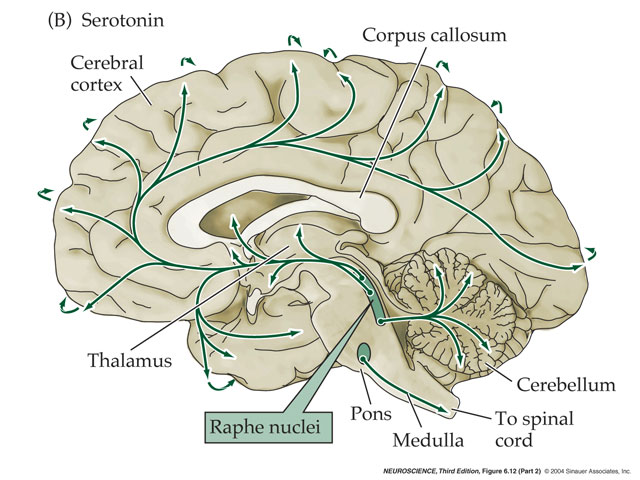 (B) Serotonin
Corpus callosum
Cerebral
cortex
Thalamus
Raphe nuclei
Pons
Medulla
To spinal
cord
Cerebellum
NEUROSCIENCE, Third Edition, Figure 6.12 (Part 2) © 2004 Sinauer Associates, Inc.